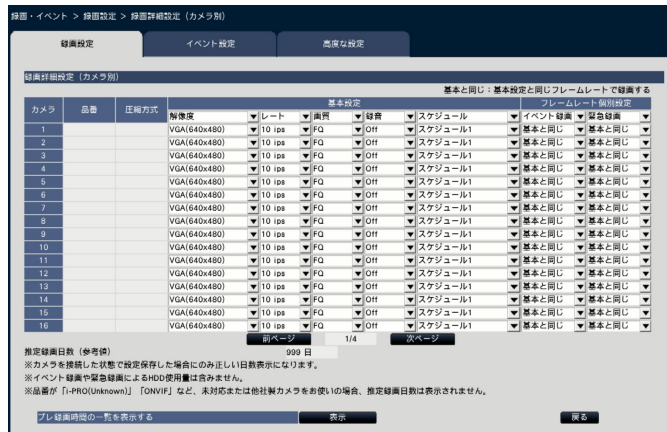 録画・イベント > 録画設定 > 録画詳細設定（カメラ別）
録画設定 イベント設定 高度な設定
録画詳細設定（カメラ別）
基本と同じ：基本設定と同じフレームレートで録画する
カメラ 品番 圧縮方式 基本設定 フレームレート個別設定
解像度 ▼ レート ▼ 画質 ▼ 録音 ▼ スケジュール ▼ イベント録画 ▼ 緊急録画 ▼
1 VGA(640x480) ▼ 10 ips ▼ FQ ▼ Off ▼ スケジュール1 ▼ 基本と同じ ▼ 基本と同じ ▼
2 VGA(640x480) ▼ 10 ips ▼ FQ ▼ Off ▼ スケジュール1 ▼ 基本と同じ ▼ 基本と同じ ▼
3 VGA(640x480) ▼ 10 ips ▼ FQ ▼ Off ▼ スケジュール1 ▼ 基本と同じ ▼ 基本と同じ ▼
4 VGA(640x480) ▼ 10 ips ▼ FQ ▼ Off ▼ スケジュール1 ▼ 基本と同じ ▼ 基本と同じ ▼
5 VGA(640x480) ▼ 10 ips ▼ FQ ▼ Off ▼ スケジュール1 ▼ 基本と同じ ▼ 基本と同じ ▼
6 VGA(640x480) ▼ 10 ips ▼ FQ ▼ Off ▼ スケジュール1 ▼ 基本と同じ ▼ 基本と同じ ▼
7 VGA(640x480) ▼ 10 ips ▼ FQ ▼ Off ▼ スケジュール1 ▼ 基本と同じ ▼ 基本と同じ ▼
8 VGA(640x480) ▼ 10 ips ▼ FQ ▼ Off ▼ スケジュール1 ▼ 基本と同じ ▼ 基本と同じ ▼
9 VGA(640x480) ▼ 10 ips ▼ FQ ▼ Off ▼ スケジュール1 ▼ 基本と同じ ▼ 基本と同じ ▼
10 VGA(640x480) ▼ 10 ips ▼ FQ ▼ Off ▼ スケジュール1 ▼ 基本と同じ ▼ 基本と同じ ▼
11 VGA(640x480) ▼ 10 ips ▼ FQ ▼ Off ▼ スケジュール1 ▼ 基本と同じ ▼ 基本と同じ ▼
12 VGA(640x480) ▼ 10 ips ▼ FQ ▼ Off ▼ スケジュール1 ▼ 基本と同じ ▼ 基本と同じ ▼
13 VGA(640x480) ▼ 10 ips ▼ FQ ▼ Off ▼ スケジュール1 ▼ 基本と同じ ▼ 基本と同じ ▼
14 VGA(640x480) ▼ 10 ips ▼ FQ ▼ Off ▼ スケジュール1 ▼ 基本と同じ ▼ 基本と同じ ▼
15 VGA(640x480) ▼ 10 ips ▼ FQ ▼ Off ▼ スケジュール1 ▼ 基本と同じ ▼ 基本と同じ ▼
16 VGA(640x480) ▼ 10 ips ▼ FQ ▼ Off ▼ スケジュール1 ▼ 基本と同じ ▼ 基本と同じ ▼
前ページ 1/4 次ページ
推定録画日数（参考値） 999 日
※カメラを接続した状態で設定保存した場合にのみ正しい日数表示になります。
※イベント録画や緊急録画によるHDD使用量は含みません。
※品番が「i-PRO(Unknown)」「ONVIF」など、未対応または他社製カメラをお使いの場合、推定録画日数は表示されません。
プレ録画時間の一覧を表示する 表示 戻る